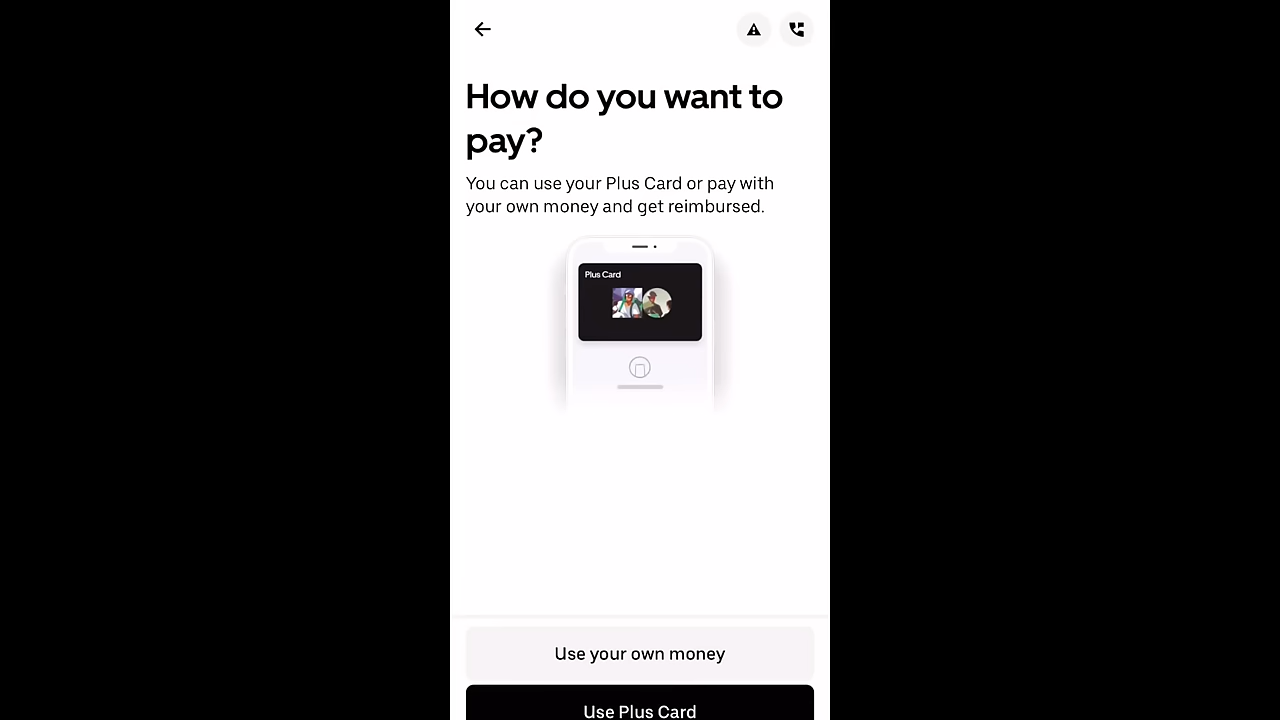 How do you want to
pay?
You can use your Plus Card or pay with
your own money and get reimbursed.
Plus Card
Use your own money
Use Plus Card